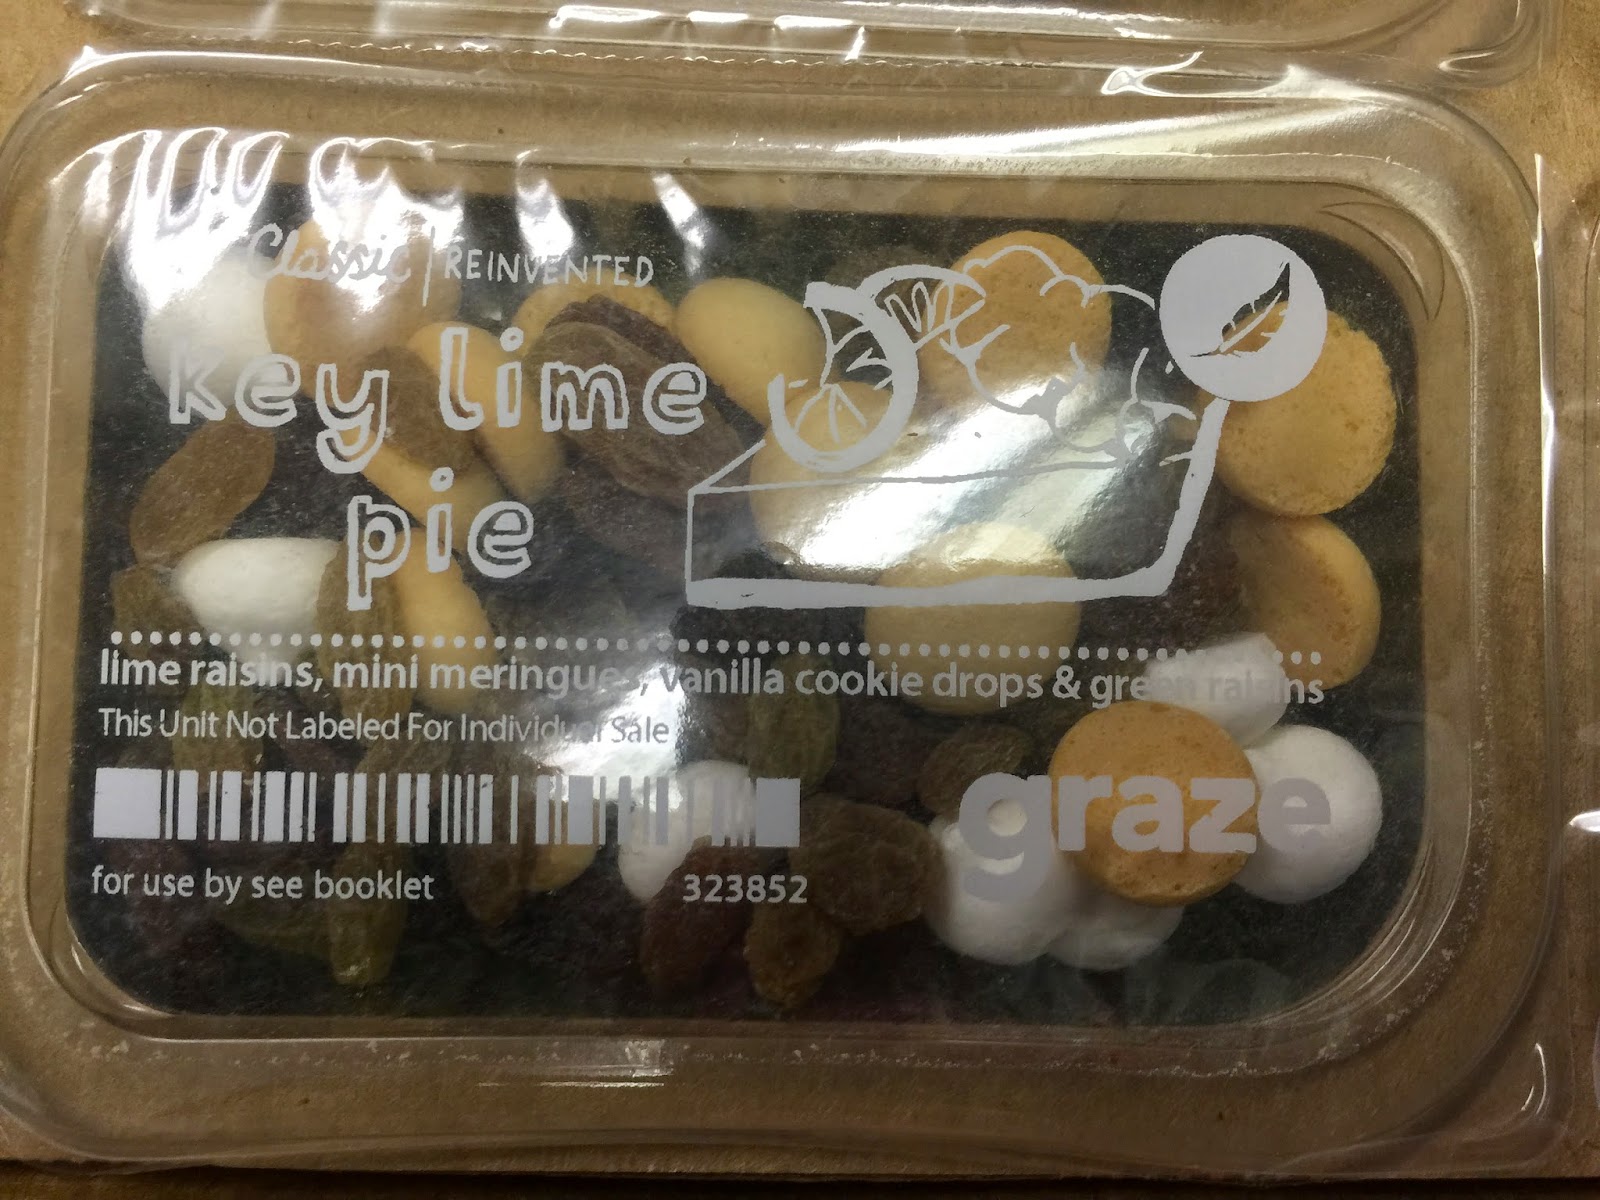 Classic | REINVENTED
key lime
pie
lime raisins, mini meringues, vanilla cookie drops & green raisins
This Unit Not Labeled For Individual Sale
for use by see booklet
323852
graze